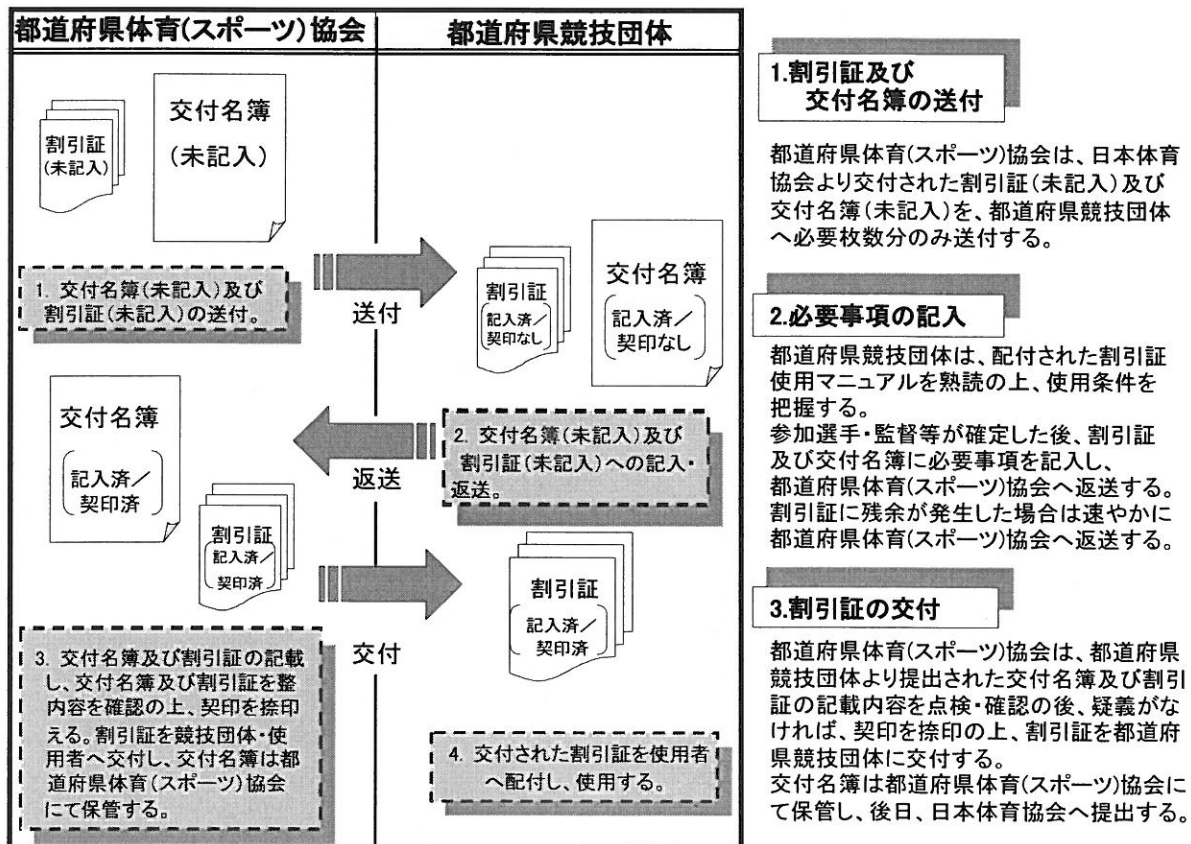 都道府県体育(スポーツ)協会
都道府県競技団体
割引証
(未記入)
交付名簿
(未記入)
1. 交付名簿(未記入)及び
割引証(未記入)の送付。
送付
割引証
記入済/
契印なし
交付名簿
記入済/
契印なし
交付名簿
記入済/
契印済
返送
2. 交付名簿(未記入)及び
割引証(未記入)への記入・
返送。
割引証
記入済/
契印済
割引証
記入済/
契印済
3. 交付名簿及び割引証の記載
し、交付名簿及び割引証を整
内容を確認の上、契印を捺印
える。割引証を競技団体・使
用者へ交付し、交付名簿は都
道府県体育(スポーツ)協会
にて保管する。
交付
4. 交付された割引証を使用者
へ配付し、使用する。
1.割引証及び
交付名簿の送付
都道府県体育(スポーツ)協会は、日本体育
協会より交付された割引証(未記入)及び
交付名簿(未記入)を、都道府県競技団体
へ必要枚数分のみ送付する。
2.必要事項の記入
都道府県競技団体は、配付された割引証
使用マニュアルを熟読の上、使用条件を
把握する。
参加選手・監督等が確定した後、割引証
及び交付名簿に必要事項を記入し、
都道府県体育(スポーツ)協会へ返送する。
割引証に残余が発生した場合は速やかに
都道府県体育(スポーツ)協会へ返送する。
3.割引証の交付
都道府県体育(スポーツ)協会は、都道府県
競技団体より提出された交付名簿及び割引
証の記載内容を点検・確認の後、疑義がな
ければ、契印を捺印の上、割引証を都道府
県競技団体に交付する。
交付名簿は都道府県体育(スポーツ)協会に
て保管し、後日、日本体育協会へ提出する。